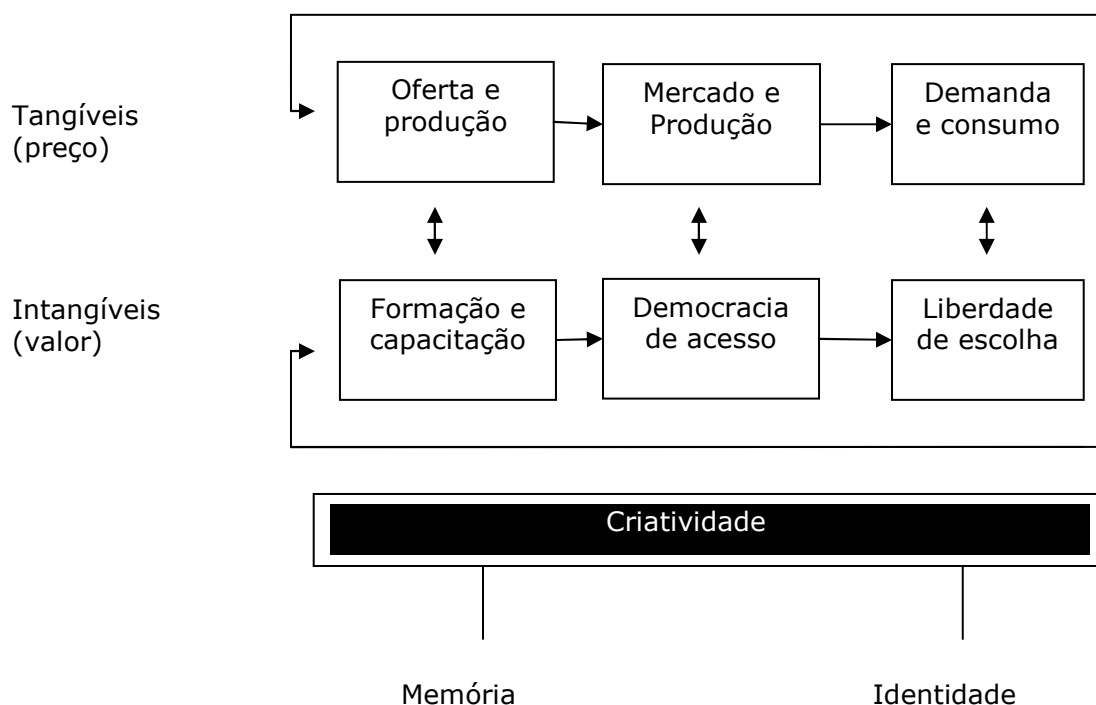 Tangíveis
(preço)
Oferta e
produção
Mercado e
Produção
Demanda
e consumo
Intangíveis
(valor)
Formação e
capacitação
Democracia
de acesso
Liberdade
de escolha
Criatividade
Memória
Identidade